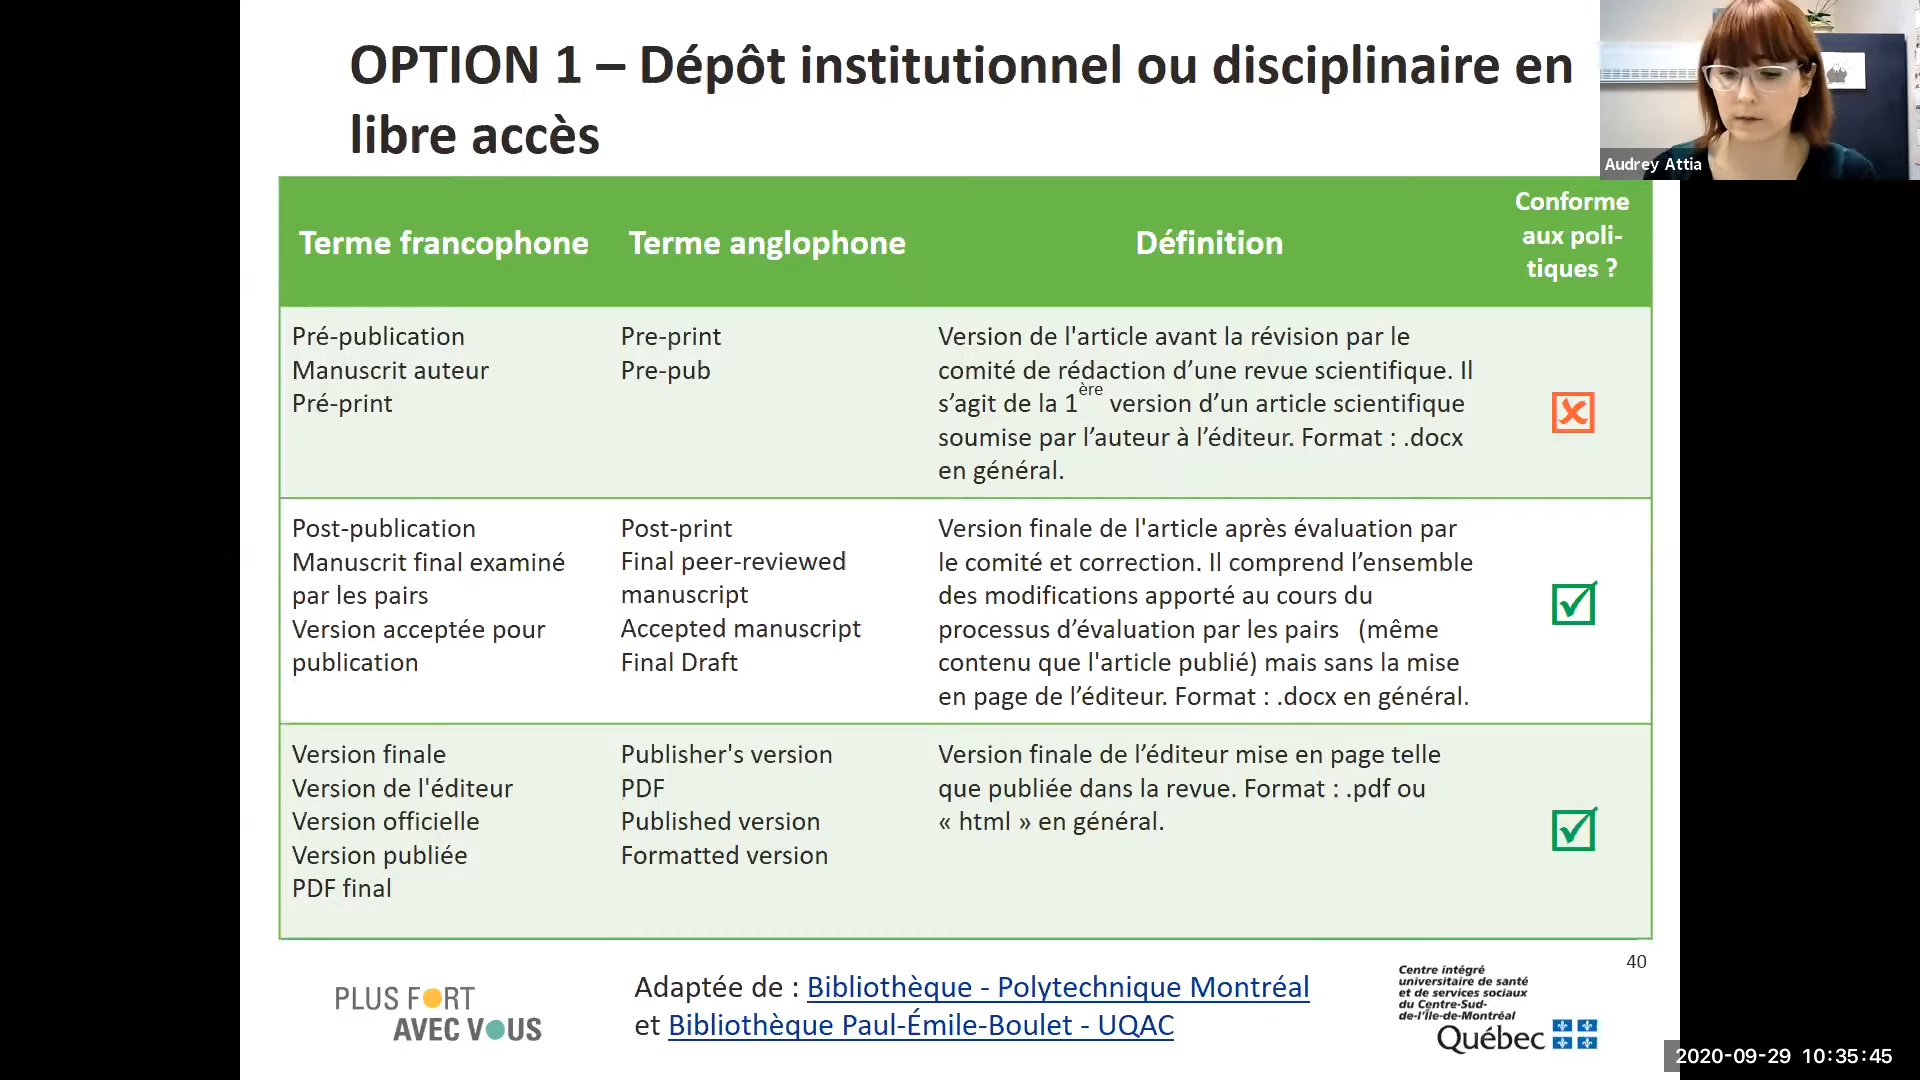 OPTION 1 – Dépôt institutionnel ou disciplinaire en
libre accès
Audrey Attia
Terme francophone
Terme anglophone
Définition
Conforme
aux poli-
tiques ?
Pré-publication
Manuscrit auteur
Pré-print
Pre-print
Pre-pub
Version de l'article avant la révision par le
comité de rédaction d’une revue scientifique. Il
s’agit de la 1ère version d’un article scientifique
soumise par l’auteur à l’éditeur. Format : .docx
en général.
Post-publication
Manuscrit final examiné
par les pairs
Version acceptée pour
publication
Post-print
Final peer-reviewed
manuscript
Accepted manuscript
Final Draft
Version finale de l'article après évaluation par
le comité et correction. Il comprend l’ensemble
des modifications apporté au cours du
processus d’évaluation par les pairs (même
contenu que l'article publié) mais sans la mise
en page de l’éditeur. Format : .docx en général.
Version finale
Version de l'éditeur
Version officielle
Version publiée
PDF final
Publisher's version
PDF
Published version
Formatted version
Version finale de l’éditeur mise en page telle
que publiée dans la revue. Format : .pdf ou
« html » en général.
40
PLUS FORT
AVEC VOUS
Adaptée de : Bibliothèque - Polytechnique Montréal
et Bibliothèque Paul-Émile-Boulet - UQAC
Centre intégré
universitaire de santé
et de services sociaux
du Centre-Sud-
de-l'Île-de-Montréal
Québec
2020-09-29 10:35:45